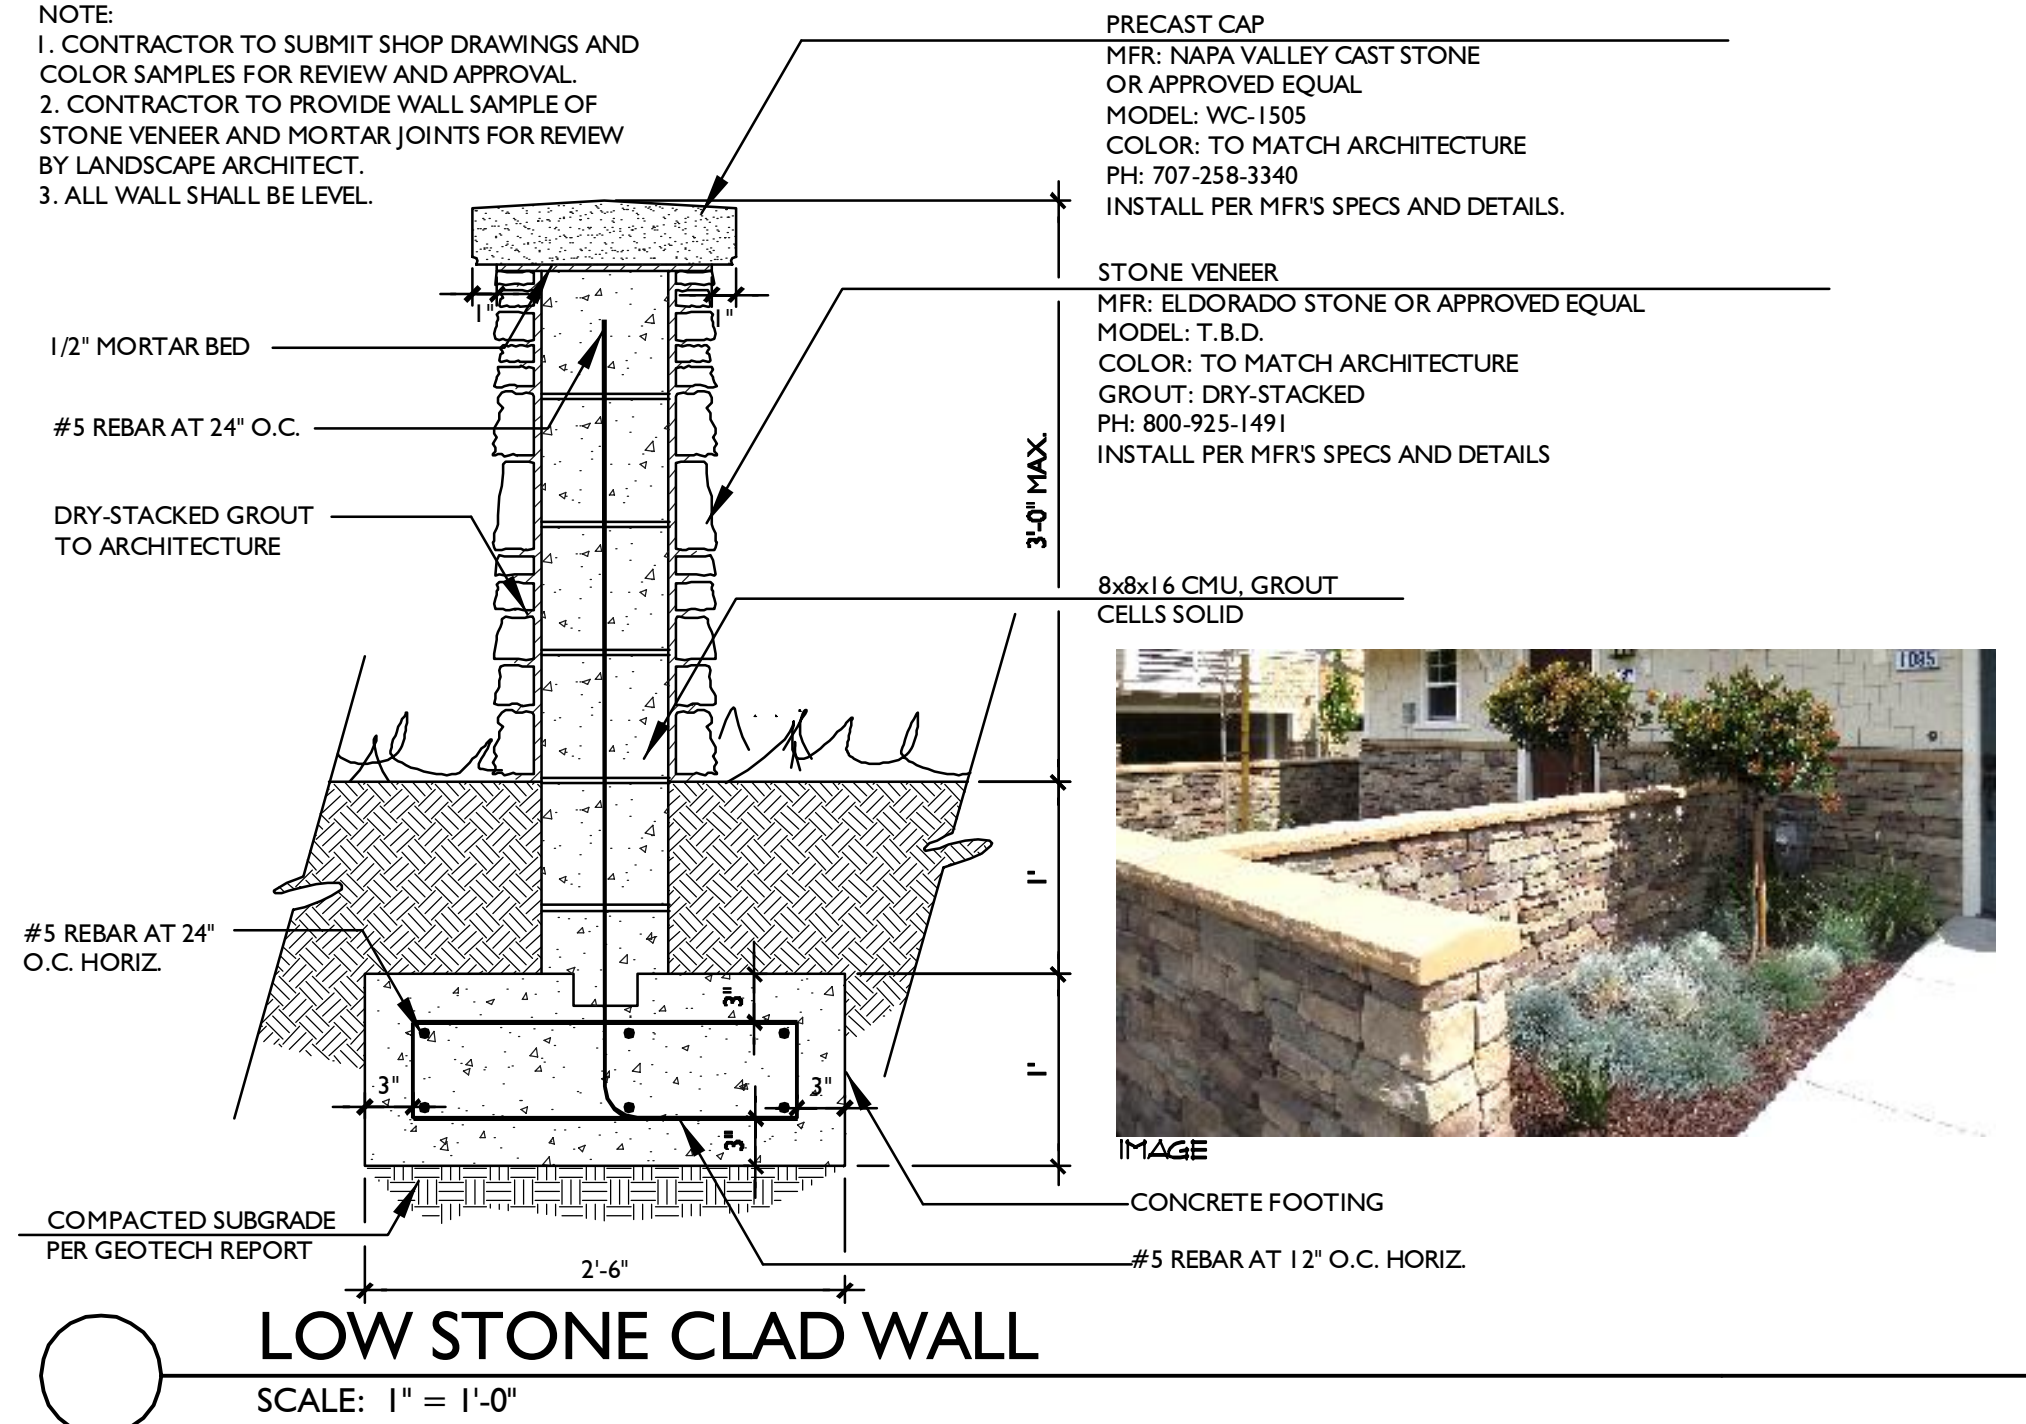 NOTE:
1. CONTRACTOR TO SUBMIT SHOP DRAWINGS AND
COLOR SAMPLES FOR REVIEW AND APPROVAL.
2. CONTRACTOR TO PROVIDE WALL SAMPLE OF
STONE VENEER AND MORTAR JOINTS FOR REVIEW
BY LANDSCAPE ARCHITECT.
3. ALL WALL SHALL BE LEVEL.
PRECAST CAP
MFR: NAPA VALLEY CAST STONE
OR APPROVED EQUAL
MODEL: WC-1505
COLOR: TO MATCH ARCHITECTURE
PH: 707-258-3340
INSTALL PER MFR'S SPECS AND DETAILS.
STONE VENEER
MFR: ELDORADO STONE OR APPROVED EQUAL
MODEL: T.B.D.
COLOR: TO MATCH ARCHITECTURE
GROUT: DRY-STACKED
PH: 800-925-1491
INSTALL PER MFR'S SPECS AND DETAILS
1"
1"
1/2" MORTAR BED
#5 REBAR AT 24" O.C.
DRY-STACKED GROUT
TO ARCHITECTURE
3'-0" MAX.
8x8x16 CMU, GROUT
CELLS SOLID
1085
1'
#5 REBAR AT 24"
O.C. HORIZ.
3"
3"
3"
3"
1'
IMAGE
CONCRETE FOOTING
COMPACTED SUBGRADE
PER GEOTECH REPORT
#5 REBAR AT 12" O.C. HORIZ.
2'-6"
LOW STONE CLAD WALL
SCALE: 1" = 1'-0"